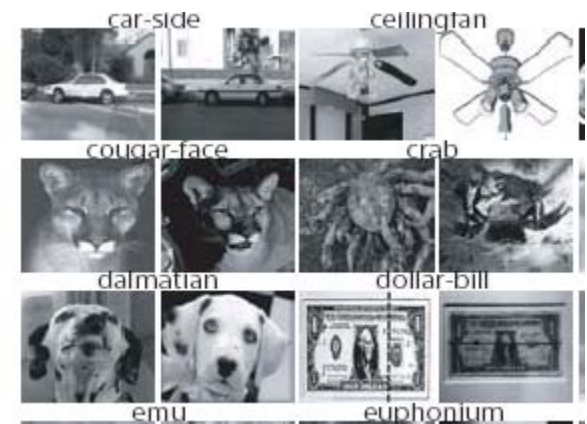 car-side
ceilingfan
cougar-face
crab
dalmatian
dollar-bill
emu
euphonium